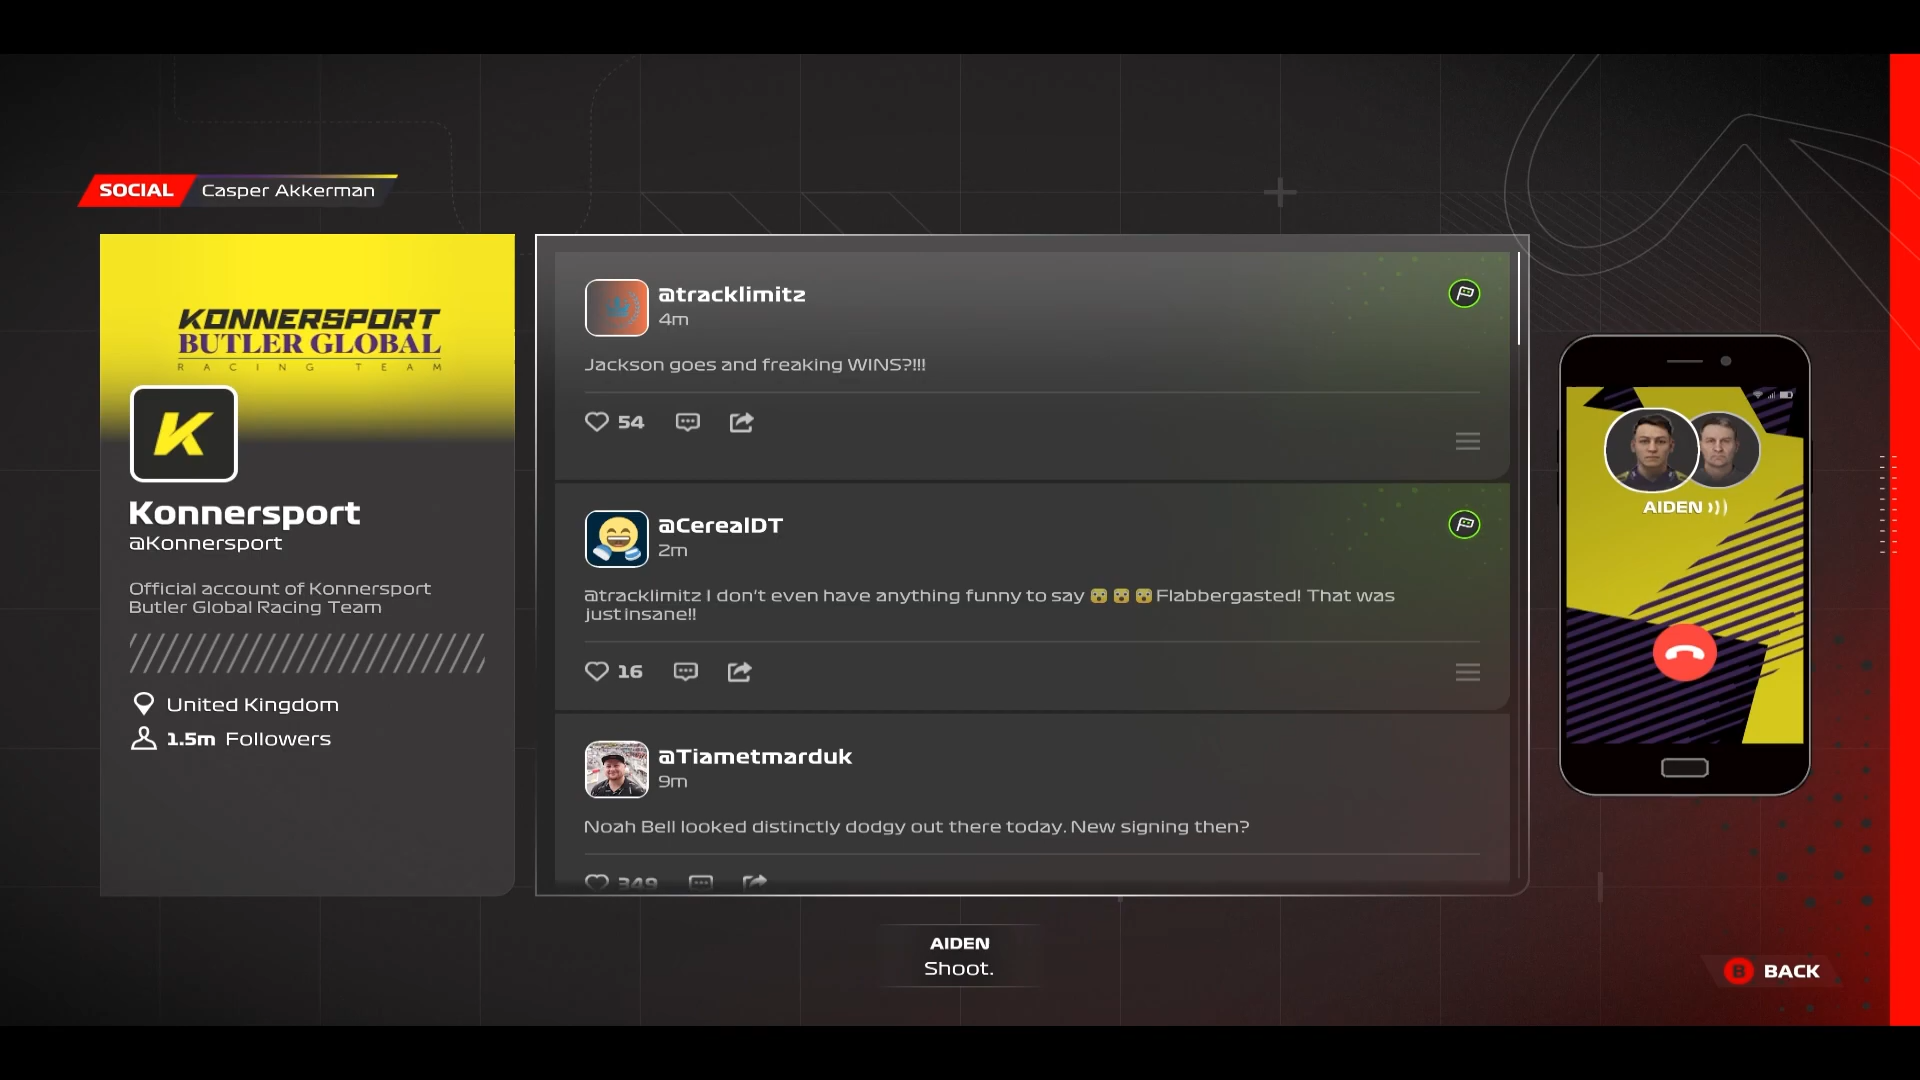 SOCIAL Casper Akkerman
KONNERSPORT
BUTLER GLOBAL
RACING TEAM
K
Konnersport
@Konnersport
Official account of Konnersport
Butler Global Racing Team
United Kingdom
1.5m Followers
@tracklimitz
4m
Jackson goes and freaking WINS?!!!
54
@CerealDT
2m
@tracklimitz I don't even have anything funny to say 😮 😮 😮 Flabbergasted! That was
just insane!!
16
@Tiametmarduk
9m
Noah Bell looked distinctly dodgy out there today. New signing then?
349
AIDEN
AIDEN
Shoot.
B BACK